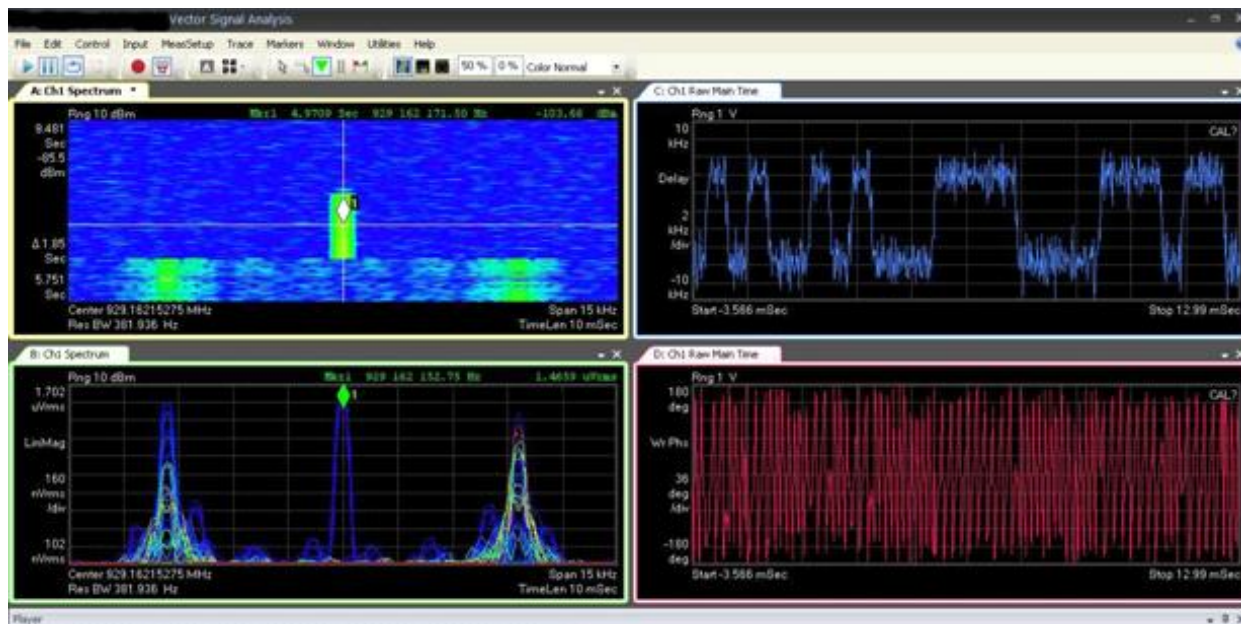 Vector Signal Analysis
File Edit Control Input MeasSetup Trace Markers Window Utilities Help
50 % 0 % Color Normal
A: Ch1 Spectrum *
Rng 10 dBm Mkr1 4.9709 Sec 929 162 171.50 Hz -103.66 dBm
9.481
Sec
-85.5
dBm
1
Δ 1.85
Sec
5.751
Sec
Center 929.16215275 MHz Span 15 kHz
Res BW 381.936 Hz TimeLen 10 mSec
C: Ch1 Raw Main Time
Rng 1 V
10
kHz
CAL?
Delay
2
kHz
/div
-10
kHz
Start -3.566 mSec Stop 12.99 mSec
B: Ch1 Spectrum
Rng 10 dBm Mkr1 929 162 152.75 Hz 1.4659 uVrms
1.702
uVrms
1
LinMag
160
nVrms
/div
102
nVrms
Center 929.16215275 MHz Span 15 kHz
Res BW 381.936 Hz TimeLen 10 mSec
D: Ch1 Raw Main Time
Rng 1 V
180
deg
CAL?
Wr Phs
36
deg
/div
-180
deg
Start -3.566 mSec Stop 12.99 mSec
Player